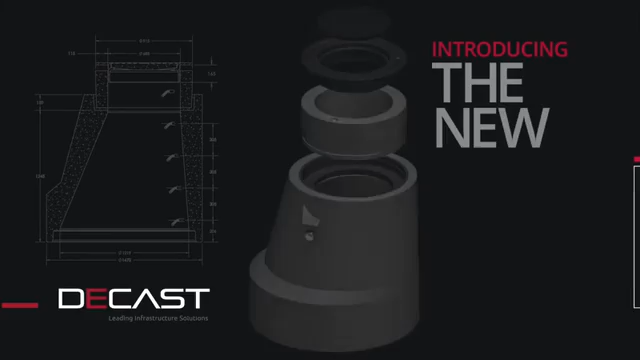 INTRODUCING
THE
NEW
DECAST
Leading Infrastructure Solutions